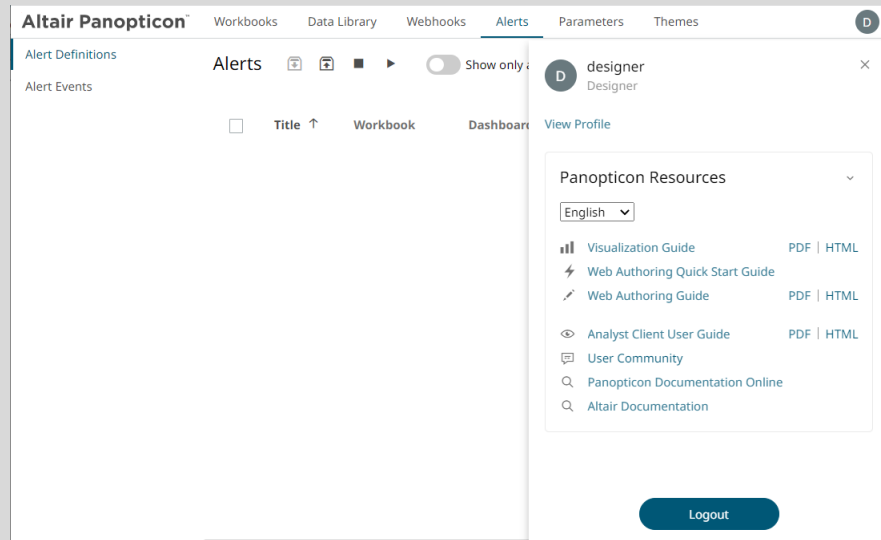 Altair Panopticon™ Workbooks Data Library Webhooks Alerts Parameters Themes D
Alert Definitions
Alert Events
Alerts Show only a
Title ↑ Workbook Dashboard
D designer
Designer
View Profile
Panopticon Resources
English
Visualization Guide PDF | HTML
Web Authoring Quick Start Guide
Web Authoring Guide PDF | HTML
Analyst Client User Guide PDF | HTML
User Community
Panopticon Documentation Online
Altair Documentation
Logout